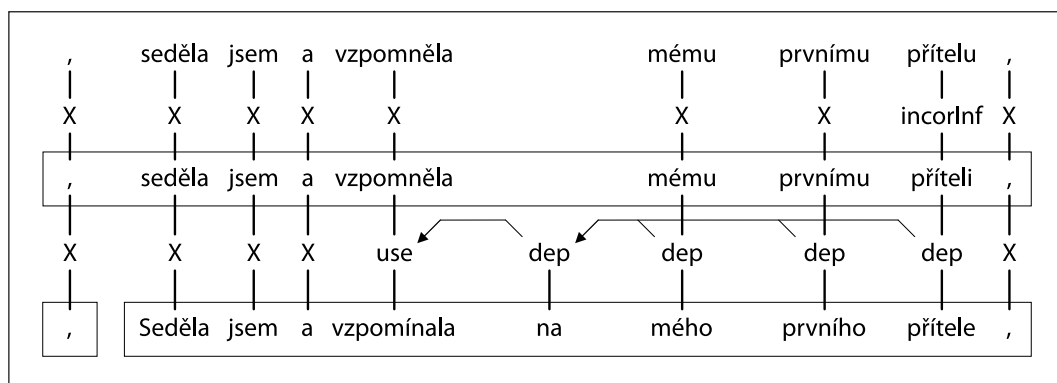 , seděla jsem a vzpomněla mému prvnímu přítelu ,
X X X X X X X incorInf X
, seděla jsem a vzpomněla mému prvnímu příteli ,
X X X X use dep dep dep dep X
, Seděla jsem a vzpomínala na mého prvního přítele ,